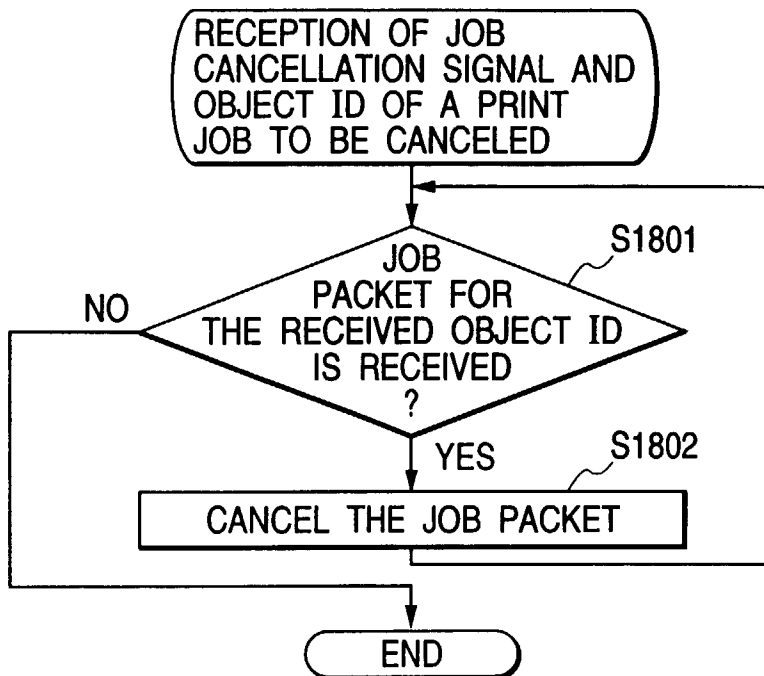 RECEPTION OF JOB
CANCELLATION SIGNAL AND
OBJECT ID OF A PRINT
JOB TO BE CANCELED
S1801
JOB
PACKET FOR
THE RECEIVED OBJECT ID
IS RECEIVED
?
NO
YES
S1802
CANCEL THE JOB PACKET
END